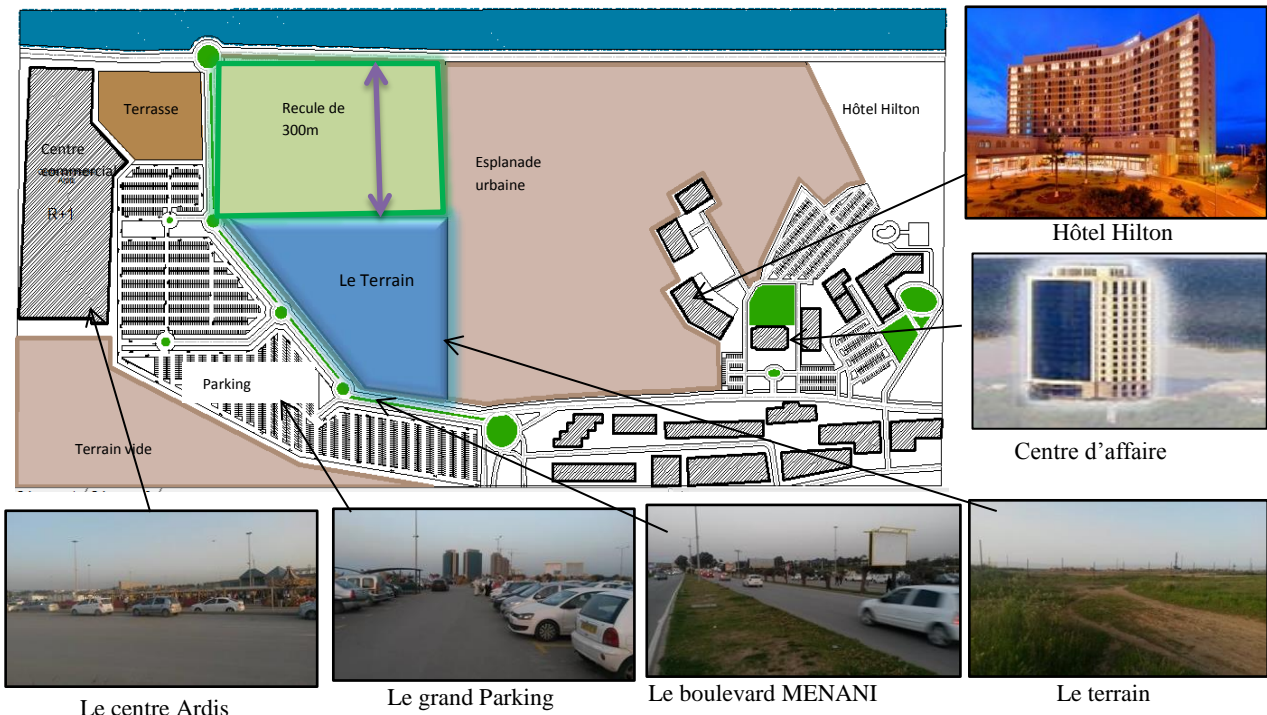 Terrasse
Recule de
300m
Hôtel Hilton
Centre
commercial
R+1
Esplanade
urbaine
Le Terrain
Parking
Terrain vide
Hôtel Hilton
Centre d’affaire
Le centre Ardis
Le grand Parking
Le boulevard MENANI
Le terrain